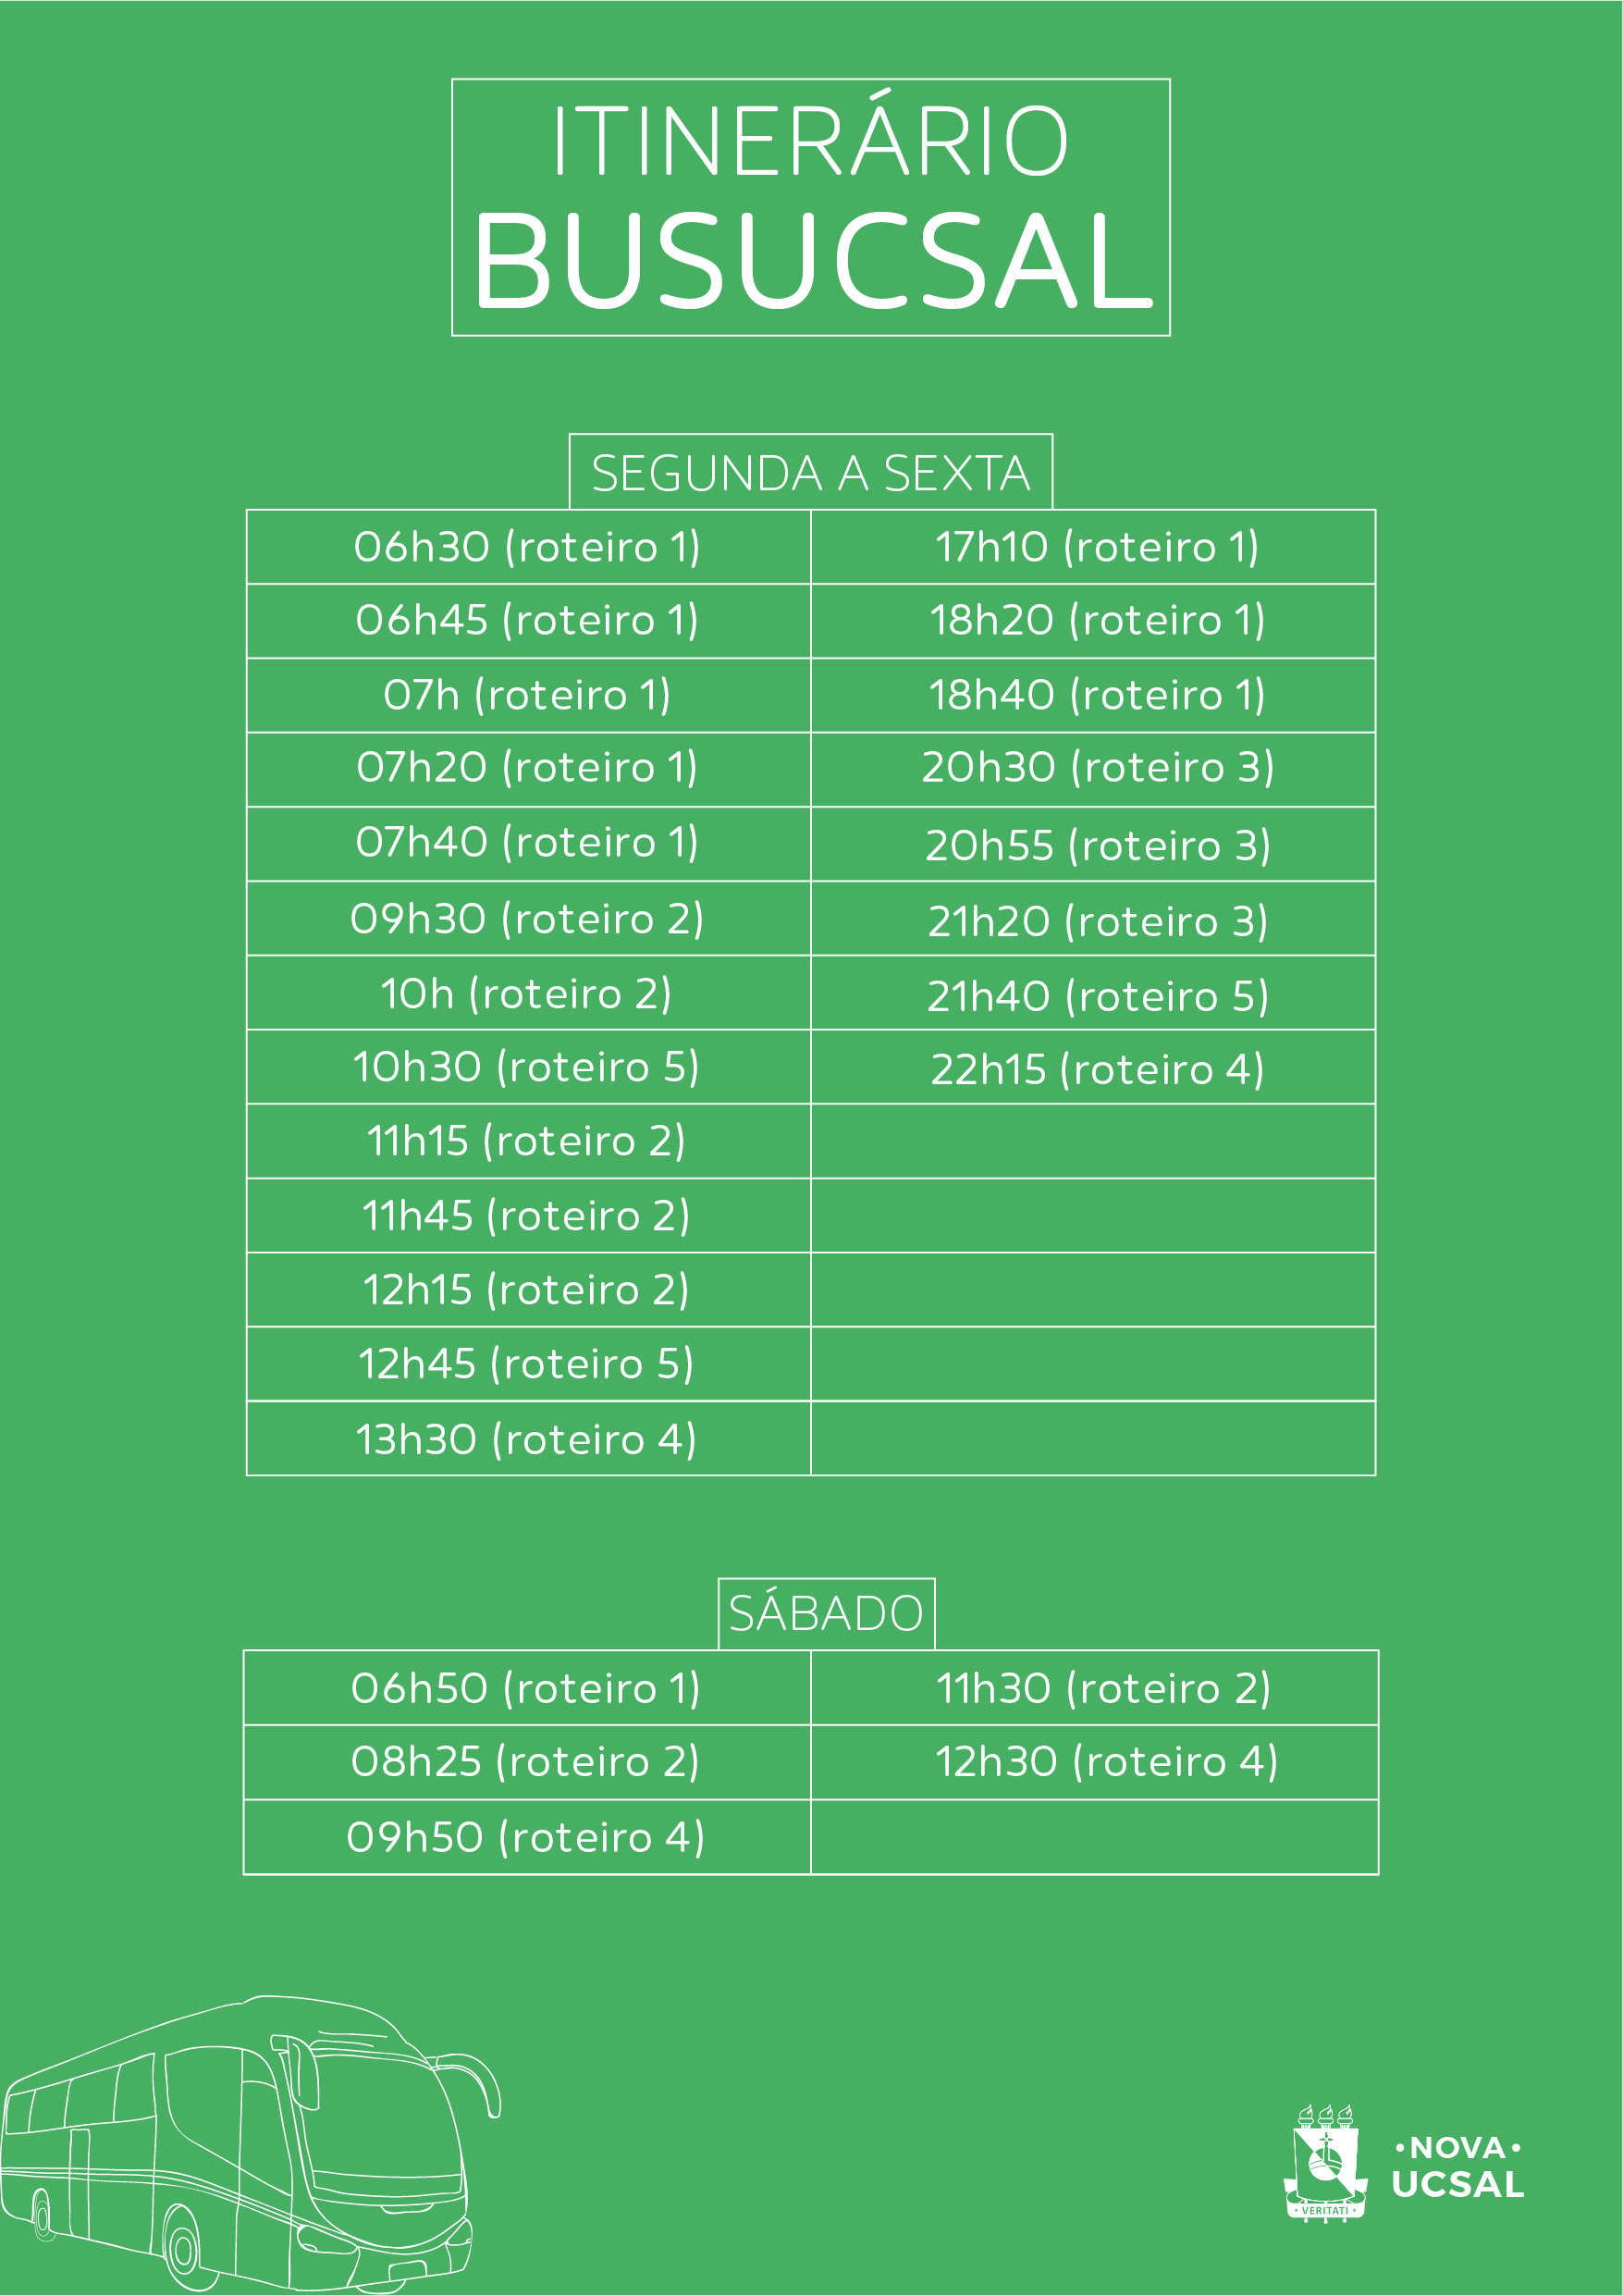 ITINERÁRIO
BUSUCSAL
SEGUNDA A SEXTA
06h30 (roteiro 1)
17h10 (roteiro 1)
06h45 (roteiro 1)
18h20 (roteiro 1)
07h (roteiro 1)
18h40 (roteiro 1)
07h20 (roteiro 1)
20h30 (roteiro 3)
07h40 (roteiro 1)
20h55 (roteiro 3)
09h30 (roteiro 2)
21h20 (roteiro 3)
10h (roteiro 2)
21h40 (roteiro 5)
10h30 (roteiro 5)
22h15 (roteiro 4)
11h15 (roteiro 2)
11h45 (roteiro 2)
12h15 (roteiro 2)
12h45 (roteiro 5)
13h30 (roteiro 4)
SÁBADO
06h50 (roteiro 1)
11h30 (roteiro 2)
08h25 (roteiro 2)
12h30 (roteiro 4)
09h50 (roteiro 4)
•NOVA•
UCSAL
• VERITATI •